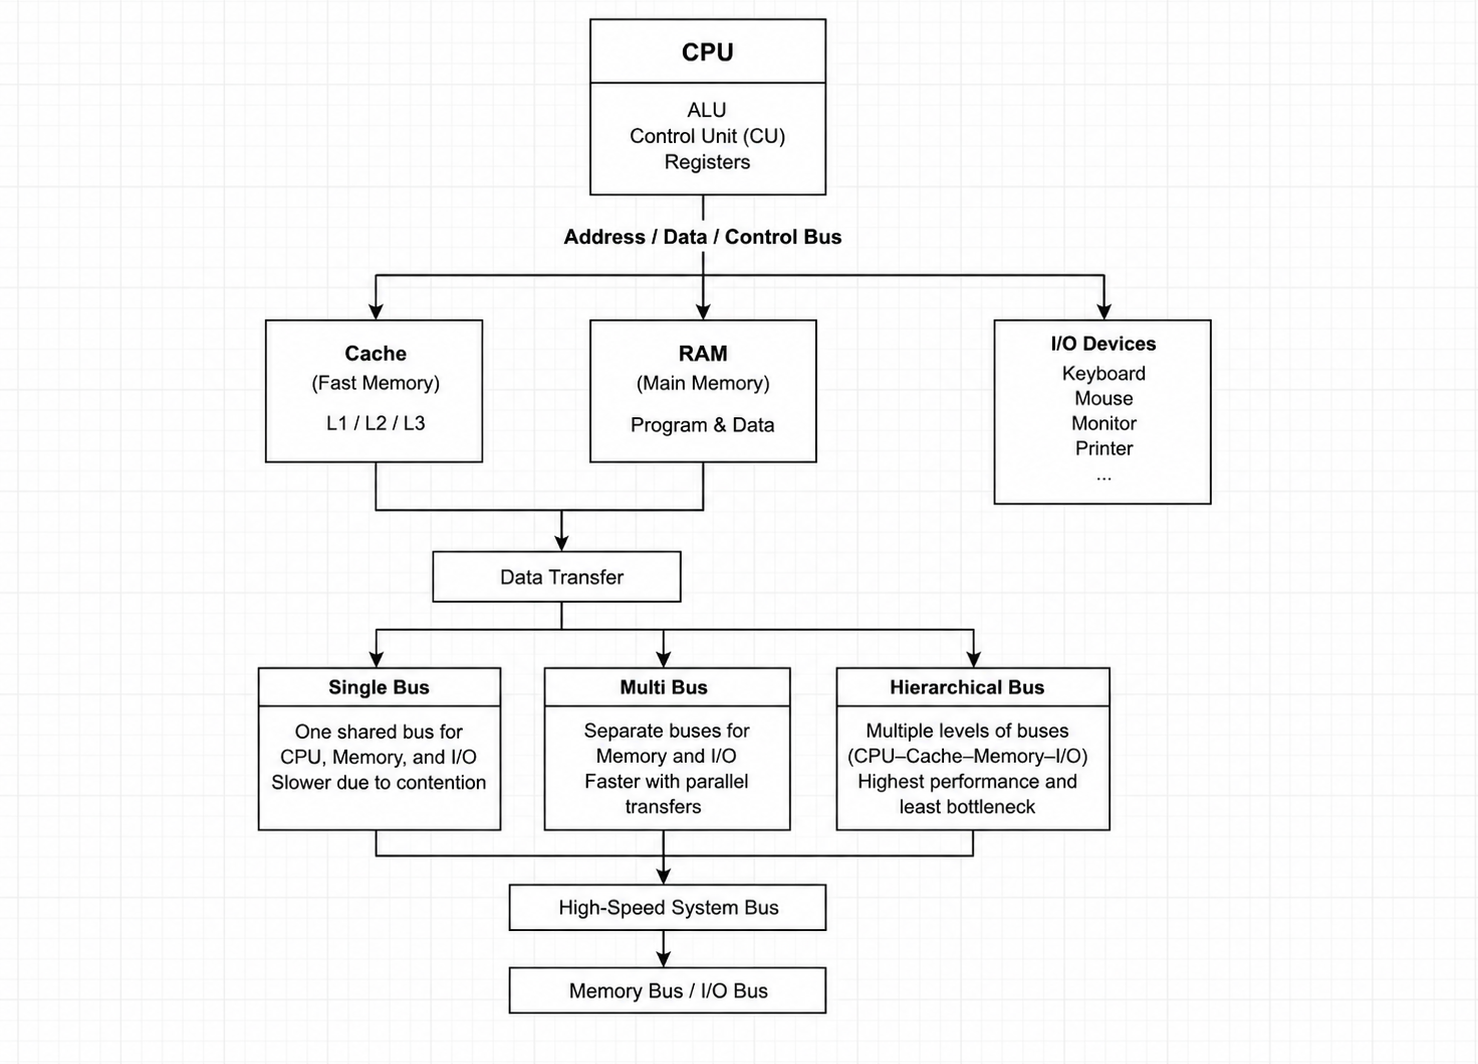 CPU
ALU
Control Unit (CU)
Registers
Address / Data / Control Bus
Cache
(Fast Memory)
L1 / L2 / L3
RAM
(Main Memory)
Program & Data
I/O Devices
Keyboard
Mouse
Monitor
Printer
...
Data Transfer
Single Bus
One shared bus for
CPU, Memory, and I/O
Slower due to contention
Multi Bus
Separate buses for
Memory and I/O
Faster with parallel
transfers
Hierarchical Bus
Multiple levels of buses
(CPU–Cache–Memory–I/O)
Highest performance and
least bottleneck
High-Speed System Bus
Memory Bus / I/O Bus